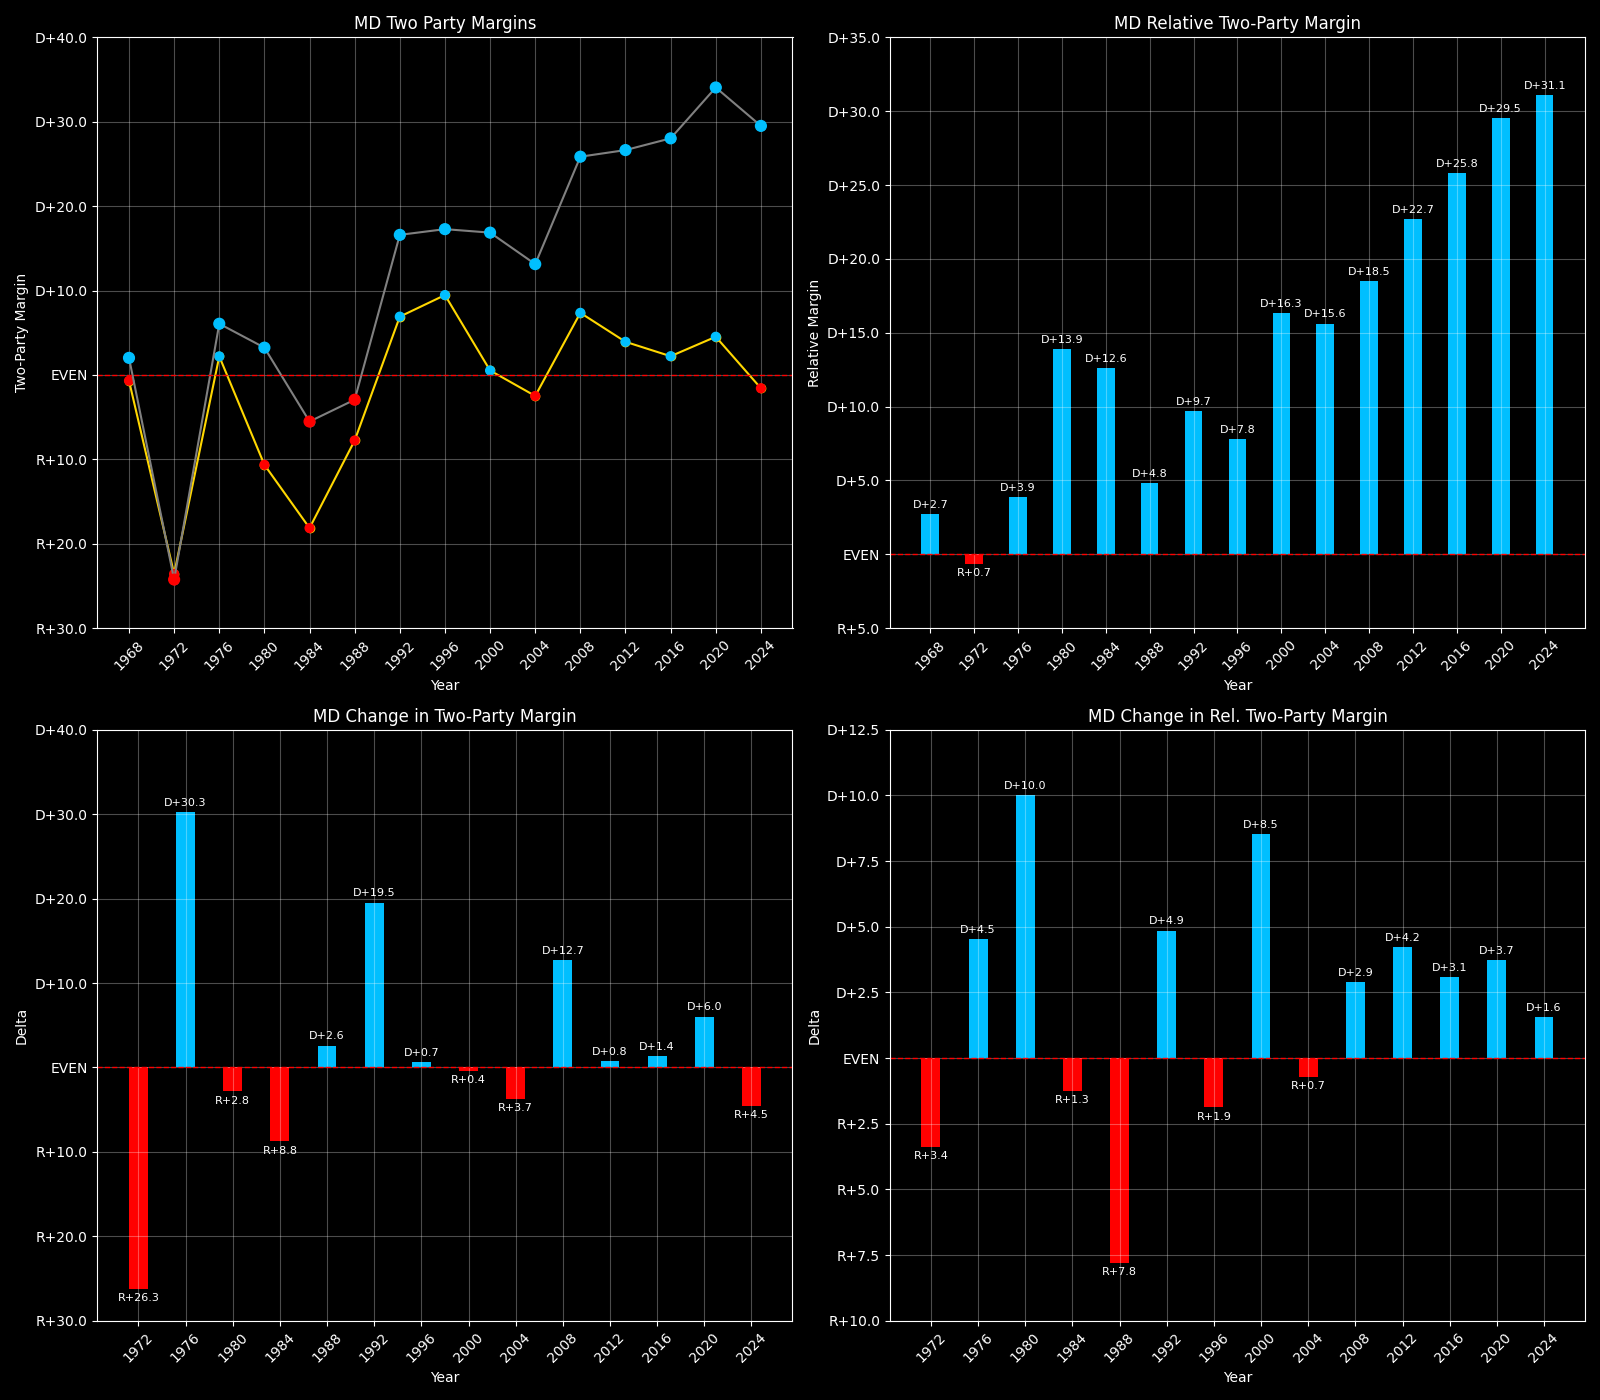 MD Two Party Margins
D+40.0
D+30.0
D+20.0
D+10.0
EVEN
R+10.0
R+20.0
R+30.0
Two-Party Margin
1968
1972
1976
1980
1984
1988
1992
1996
2000
2004
2008
2012
2016
2020
2024
Year
MD Relative Two-Party Margin
D+35.0
D+30.0
D+25.0
D+20.0
D+15.0
D+10.0
D+5.0
EVEN
R+5.0
Relative Margin
D+2.7
R+0.7
D+3.9
D+13.9
D+12.6
D+4.8
D+9.7
D+7.8
D+16.3
D+15.6
D+18.5
D+22.7
D+25.8
D+29.5
D+31.1
1968
1972
1976
1980
1984
1988
1992
1996
2000
2004
2008
2012
2016
2020
2024
Year
MD Change in Two-Party Margin
D+40.0
D+30.0
D+20.0
D+10.0
EVEN
R+10.0
R+20.0
R+30.0
Delta
R+26.3
D+30.3
R+2.8
R+8.8
D+2.6
D+19.5
D+0.7
R+0.4
R+3.7
D+12.7
D+0.8
D+1.4
D+6.0
R+4.5
1972
1976
1980
1984
1988
1992
1996
2000
2004
2008
2012
2016
2020
2024
Year
MD Change in Rel. Two-Party Margin
D+12.5
D+10.0
D+7.5
D+5.0
D+2.5
EVEN
R+2.5
R+5.0
R+7.5
R+10.0
Delta
R+3.4
D+4.5
D+10.0
R+1.3
R+7.8
D+4.9
R+1.9
D+8.5
R+0.7
D+2.9
D+4.2
D+3.1
D+3.7
D+1.6
1972
1976
1980
1984
1988
1992
1996
2000
2004
2008
2012
2016
2020
2024
Year